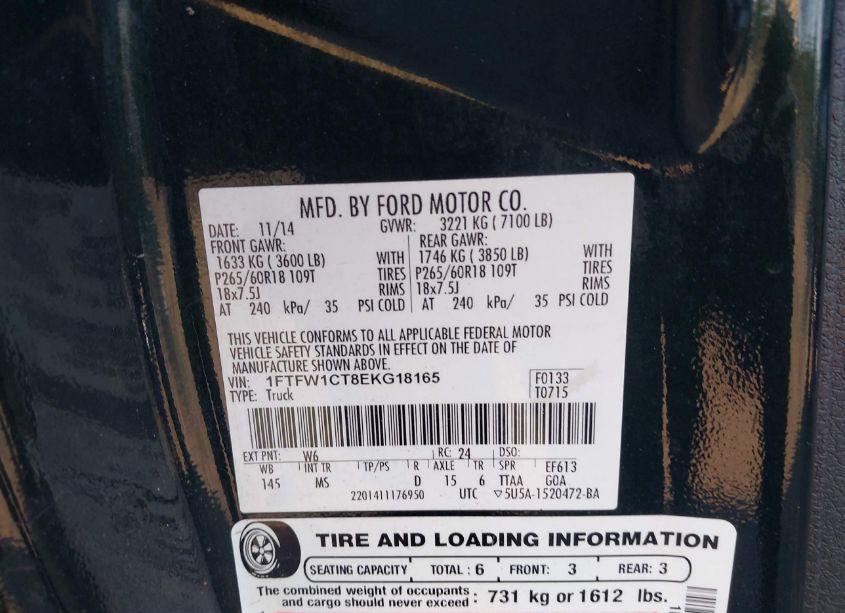 MFD. BY FORD MOTOR CO.
DATE: 11/14 GVWR: 3221 KG ( 7100 LB)
FRONT GAWR: REAR GAWR:
1633 KG ( 3600 LB) WITH 1746 KG ( 3850 LB) WITH
P265/60R18 109T TIRES P265/60R18 109T TIRES
18x7.5J RIMS 18x7.5J RIMS
AT 240 kPa/ 35 PSI COLD AT 240 kPa/ 35 PSI COLD
THIS VEHICLE CONFORMS TO ALL APPLICABLE FEDERAL MOTOR
VEHICLE SAFETY STANDARDS IN EFFECT ON THE DATE OF
MANUFACTURE SHOWN ABOVE.
VIN: 1FTFW1CT8EKG18165 F0133
TYPE: Truck T0715
EXT PNT: W6 RC: 24 DSO:
WB INT TR TP/PS R AXLE TR SPR EF613
145 MS D 15 6 TTAA GOA
2201411176950 UTC ▽5U5A-1520472-BA
TIRE AND LOADING INFORMATION
SEATING CAPACITY TOTAL : 6 FRONT: 3 REAR: 3
The combined weight of occupants
and cargo should never exceed : 731 kg or 1612 lbs.